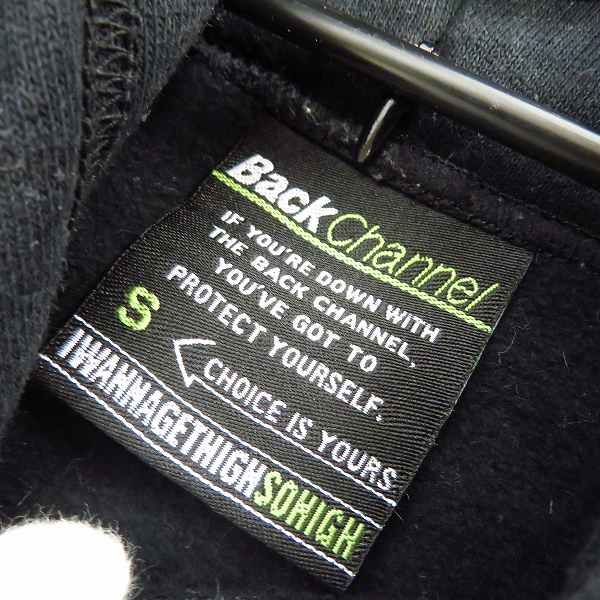 BackChannel
IF YOU'RE DOWN WITH
THE BACK CHANNEL,
YOU'VE GOT TO
PROTECT YOURSELF.
S
CHOICE IS YOURS
IWANNAGETHIGHSOHIGH